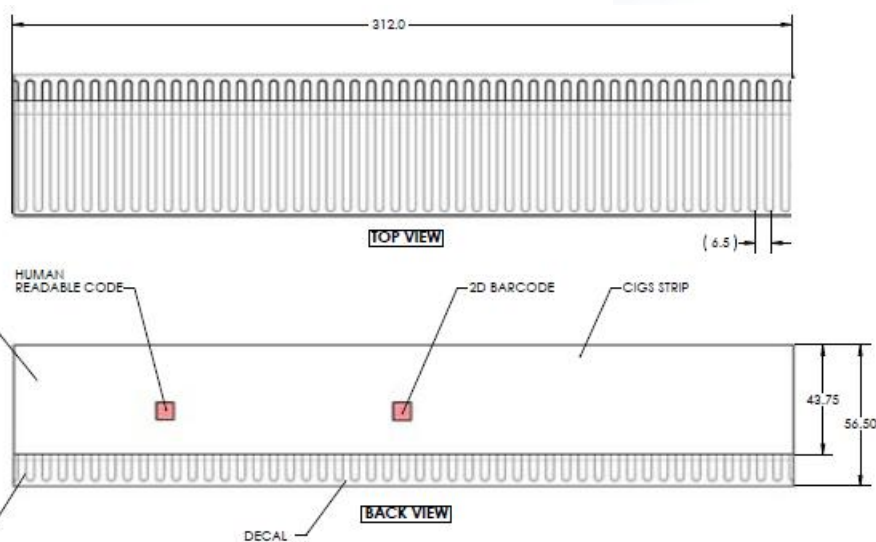 312.0
TOP VIEW
( 6.5 )
HUMAN
READABLE CODE
2D BARCODE
CIGS STRIP
43.75
56.50
BACK VIEW
DECAL